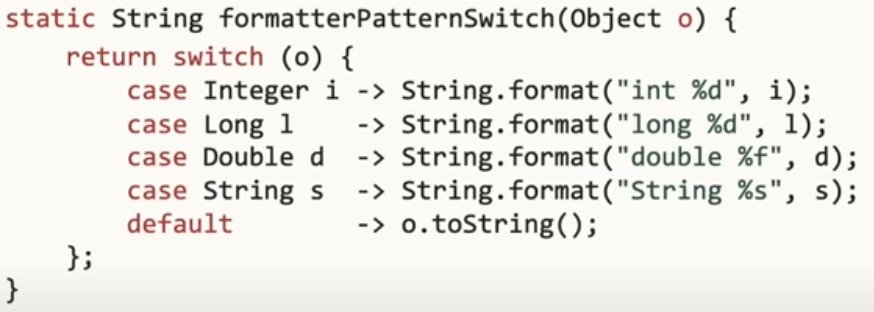 static String formatterPatternSwitch(Object o) {
    return switch (o) {
        case Integer i -> String.format("int %d", i);
        case Long l    -> String.format("long %d", l);
        case Double d  -> String.format("double %f", d);
        case String s  -> String.format("String %s", s);
        default        -> o.toString();
    };
}